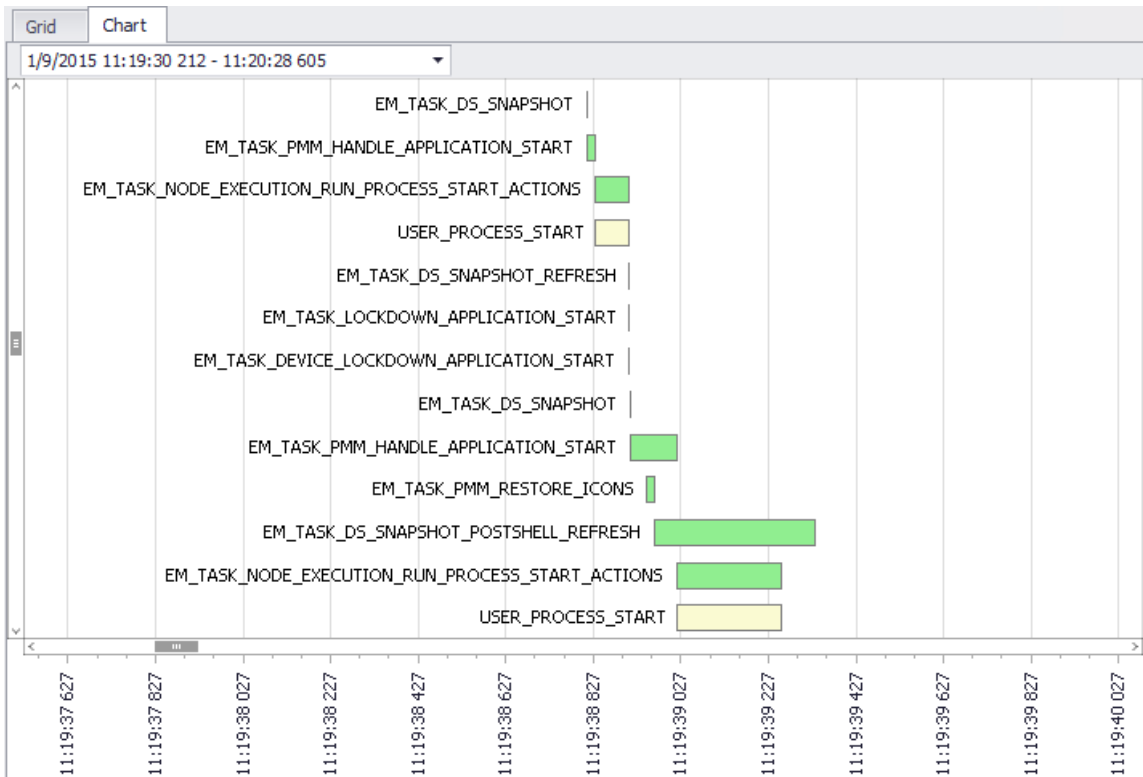 Grid Chart
1/9/2015 11:19:30 212 - 11:20:28 605
EM_TASK_DS_SNAPSHOT
EM_TASK_PMM_HANDLE_APPLICATION_START
EM_TASK_NODE_EXECUTION_RUN_PROCESS_START_ACTIONS
USER_PROCESS_START
EM_TASK_DS_SNAPSHOT_REFRESH
EM_TASK_LOCKDOWN_APPLICATION_START
EM_TASK_DEVICE_LOCKDOWN_APPLICATION_START
EM_TASK_DS_SNAPSHOT
EM_TASK_PMM_HANDLE_APPLICATION_START
EM_TASK_PMM_RESTORE_ICONS
EM_TASK_DS_SNAPSHOT_POSTSHELL_REFRESH
EM_TASK_NODE_EXECUTION_RUN_PROCESS_START_ACTIONS
USER_PROCESS_START
11:19:37 627
11:19:37 827
11:19:38 027
11:19:38 227
11:19:38 427
11:19:38 627
11:19:38 827
11:19:39 027
11:19:39 227
11:19:39 427
11:19:39 627
11:19:39 827
11:19:40 027